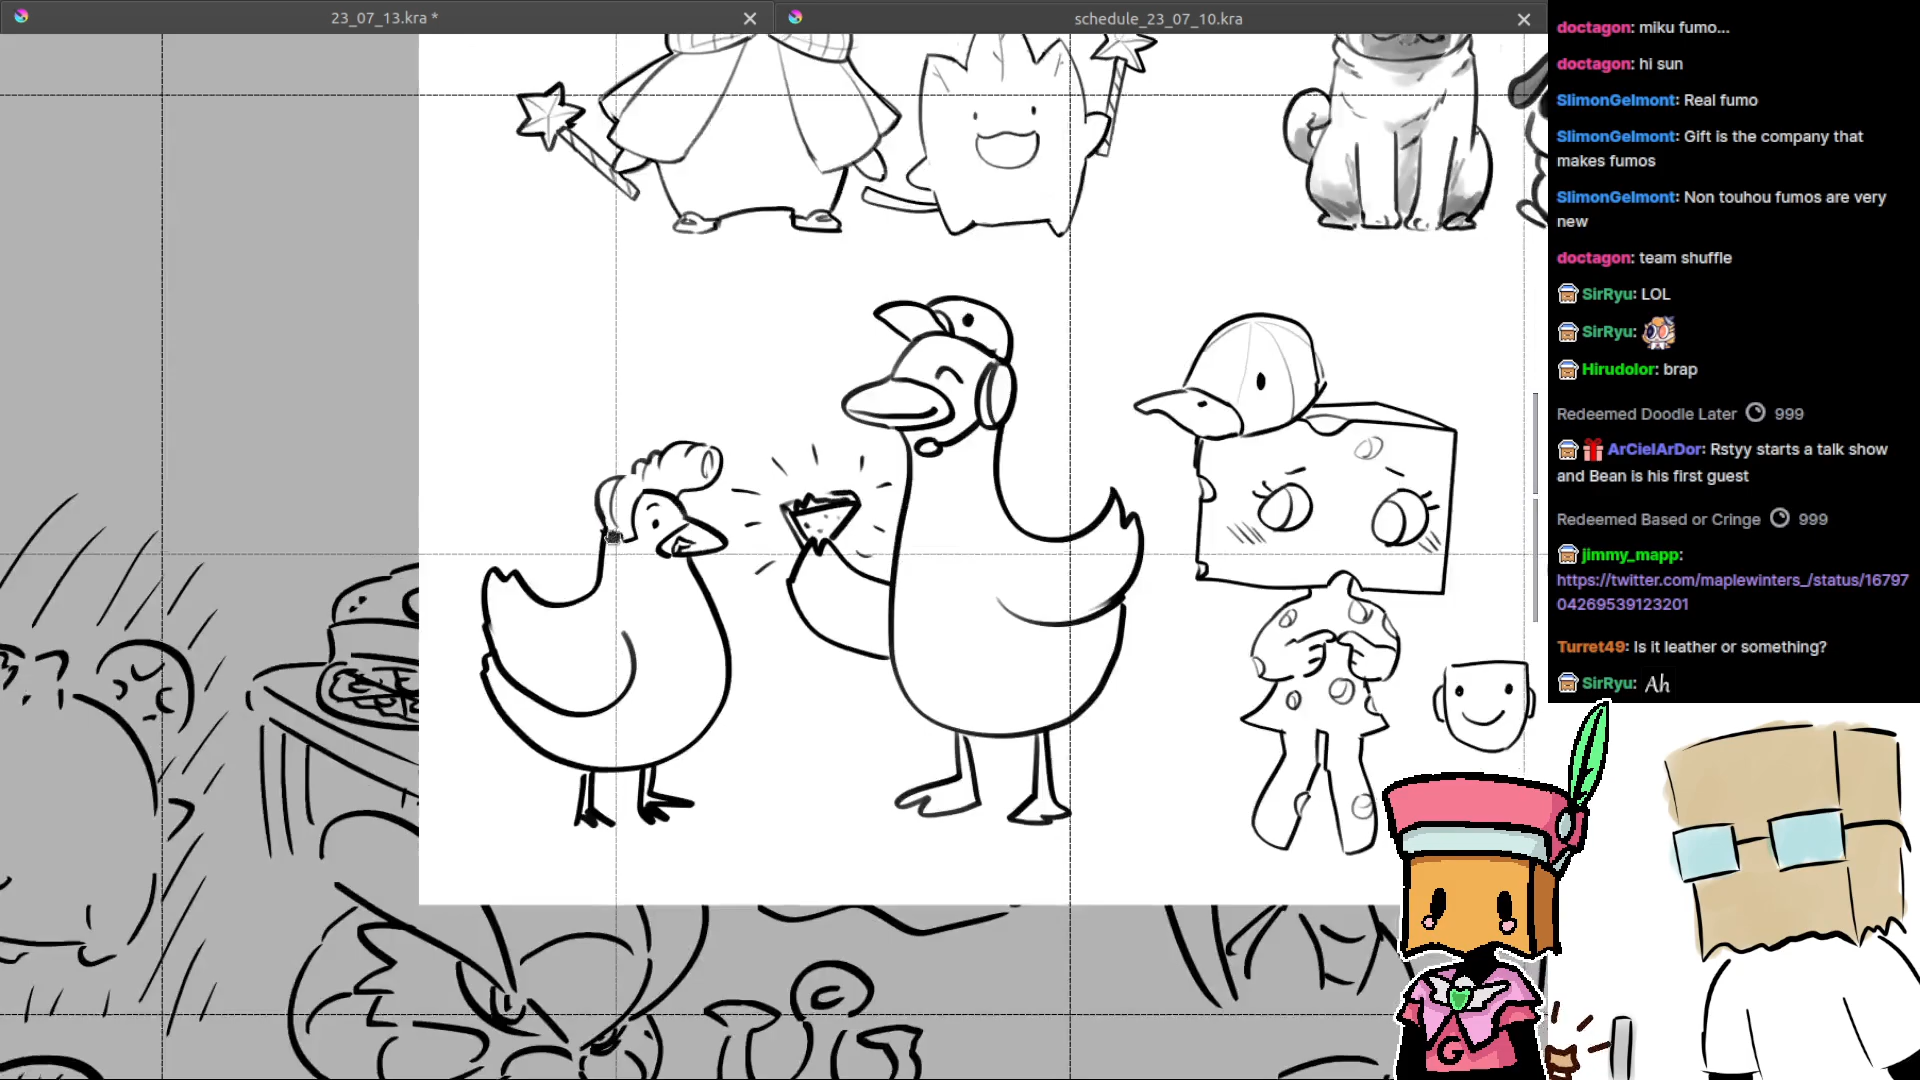 23_07_13.kra *
schedule_23_07_10.kra
doctagon: miku fumo...
doctagon: hi sun
SlimonGelmont: Real fumo
SlimonGelmont: Gift is the company that
makes fumos
SlimonGelmont: Non touhou fumos are very
new
doctagon: team shuffle
SirRyu: LOL
SirRyu:
Hirudolor: brap
Redeemed Doodle Later 999
ArCielArDor: Rstyy starts a talk show
and Bean is his first guest
Redeemed Based or Cringe 999
jimmy_mapp:
https://twitter.com/maplewinters_/status/16797
04269539123201
Turret49: Is it leather or something?
SirRyu: Ah
??
G